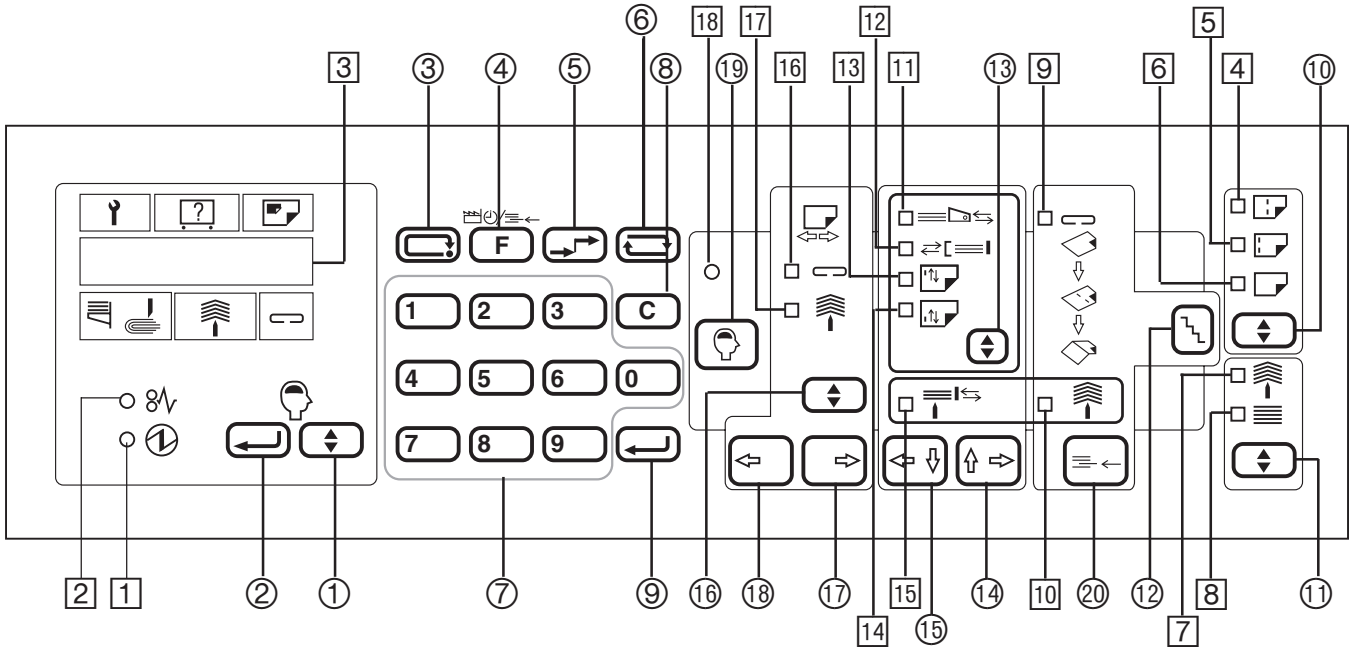 ⑥ 18 17 12 5
3 ③ ④ ⑤ ⑧ ⑲ 16 13 11 ⑬ 9 6 4 ⑩
?
F
1 2 3 C
4 5 6 0
7 8 9
2 1 ② ① ⑦ ⑨ ⑯ ⑱ ⑰ 15 ⑭ 10 ⑳ ⑫ 8 ⑪
14 ⑮ 7